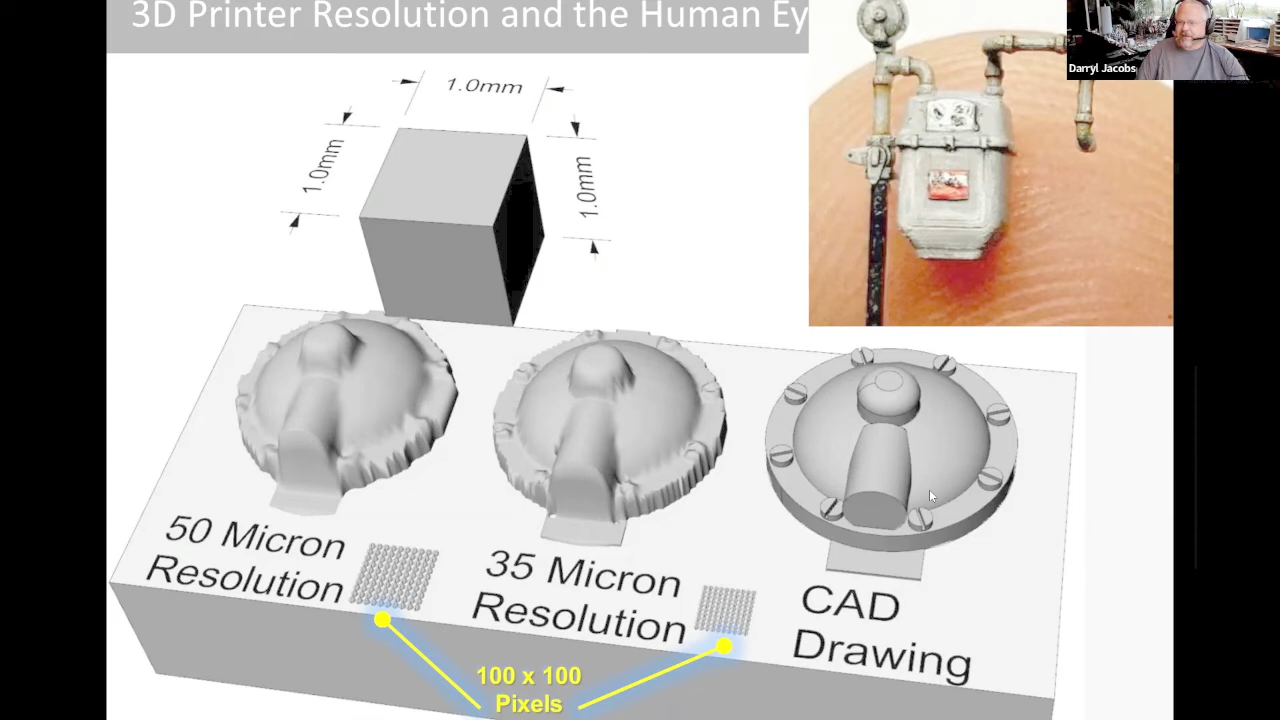 3D Printer Resolution and the Human Ey
Darryl Jacobs
1.0mm
1.0mm
1.0mm
50 Micron
Resolution
35 Micron
Resolution
CAD
Drawing
100 x 100
Pixels